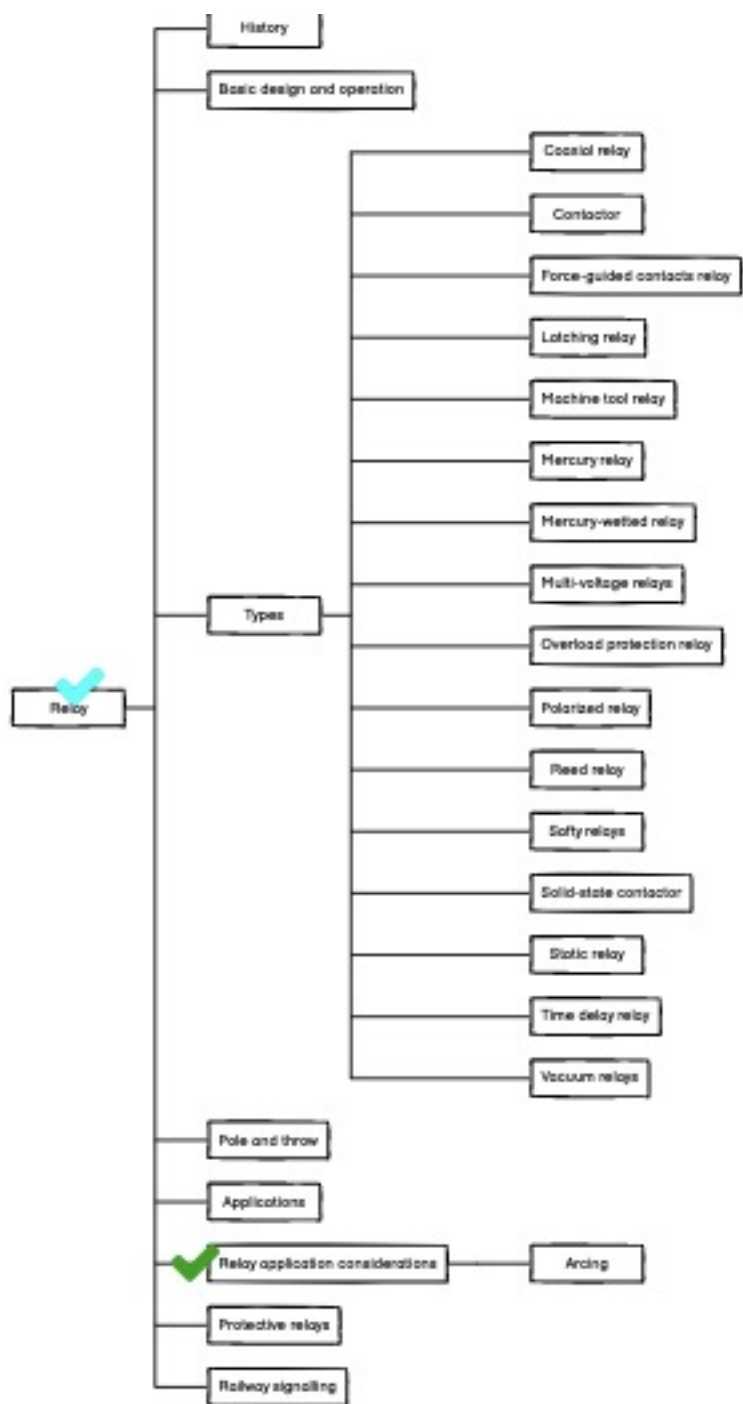 History
Basic design and operation
Coaxial relay
Contactor
Force-guided contacts relay
Latching relay
Machine tool relay
Mercury relay
Mercury-wetted relay
Multi-voltage relays
Types
Overload protection relay
Relay
Polarized relay
Reed relay
Safty relays
Solid-state contactor
Static relay
Time delay relay
Vacuum relays
Pole and throw
Applications
Relay application considerations
Arcing
Protective relays
Railway signalling